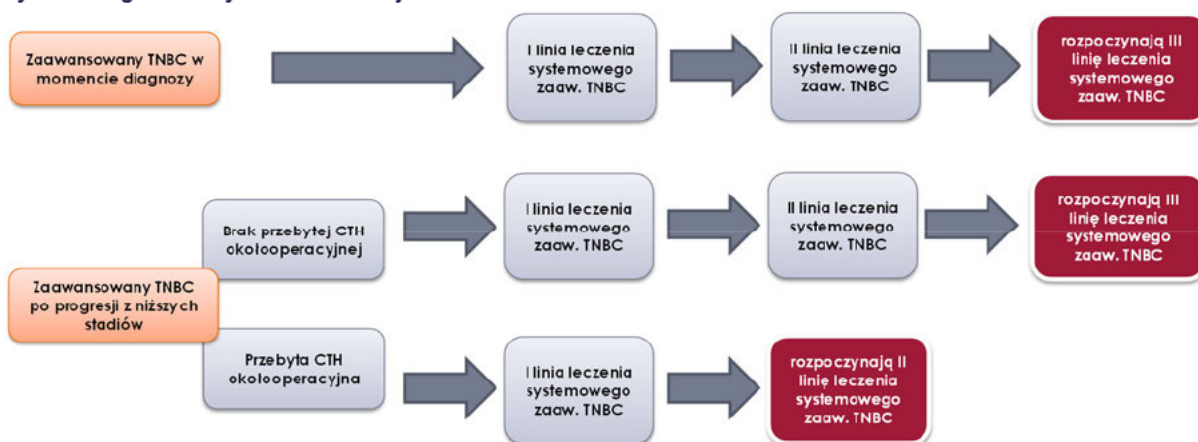 Zaawansowany TNBC w
momencie diagnozy
I linia leczenia
systemowego
zaaw. TNBC
II linia leczenia
systemowego
zaaw. TNBC
rozpoczynają III
linię leczenia
systemowego
zaaw. TNBC
Zaawansowany TNBC
po progresji z niższych
stadiów
Brak przebytej CTH
okołooperacyjnej
I linia leczenia
systemowego
zaaw. TNBC
II linia leczenia
systemowego
zaaw. TNBC
rozpoczynają III
linię leczenia
systemowego
zaaw. TNBC
Przebyta CTH
okołooperacyjna
I linia leczenia
systemowego
zaaw. TNBC
rozpoczynają II
linię leczenia
systemowego
zaaw. TNBC